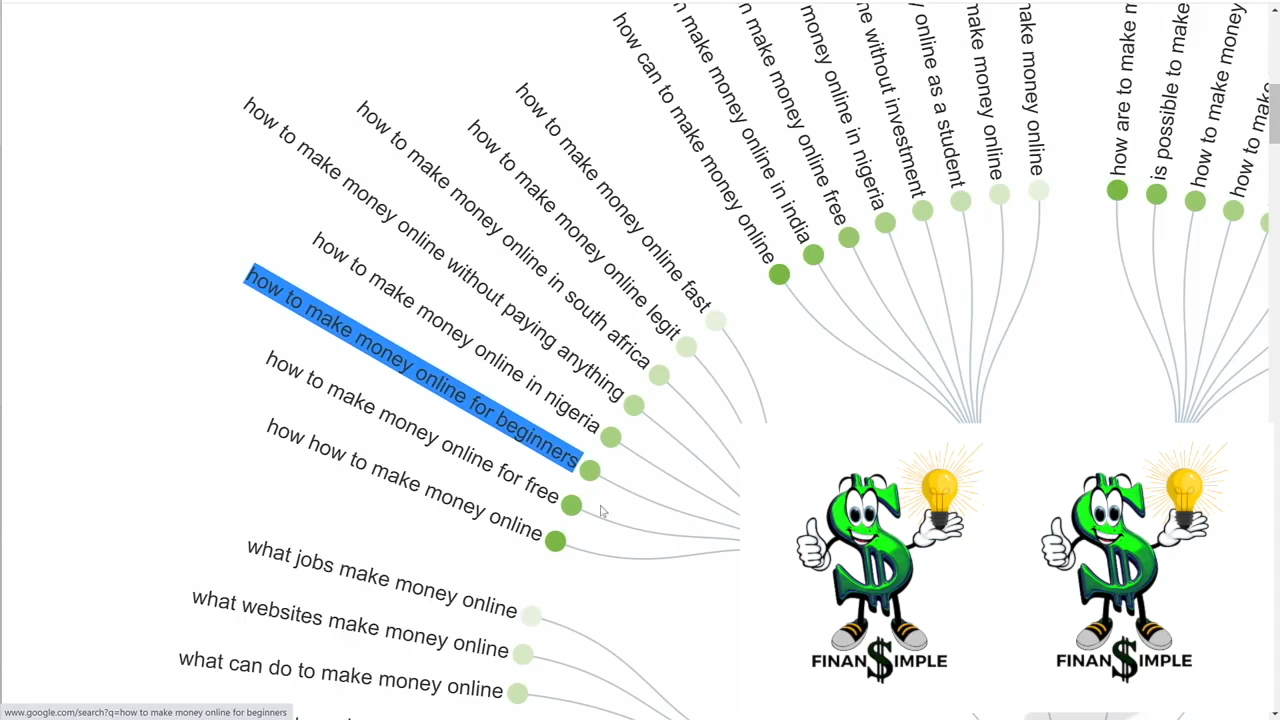 how can to make money online
make money online in india
make money online free
money online in nigeria
without investment
online as a student
make money online
make money online
how are to make
is possible to make
how to make money
how to make
how to make money online fast
how to make money online legit
how to make money online in south africa
how to make money online without paying anything
how to make money online in nigeria
how to make money online for beginners
how to make money online for free
how how to make money online
what jobs make money online
what websites make money online
what can do to make money online
FINAN$IMPLE
FINAN$IMPLE
www.google.com/search?q=how to make money online for beginners